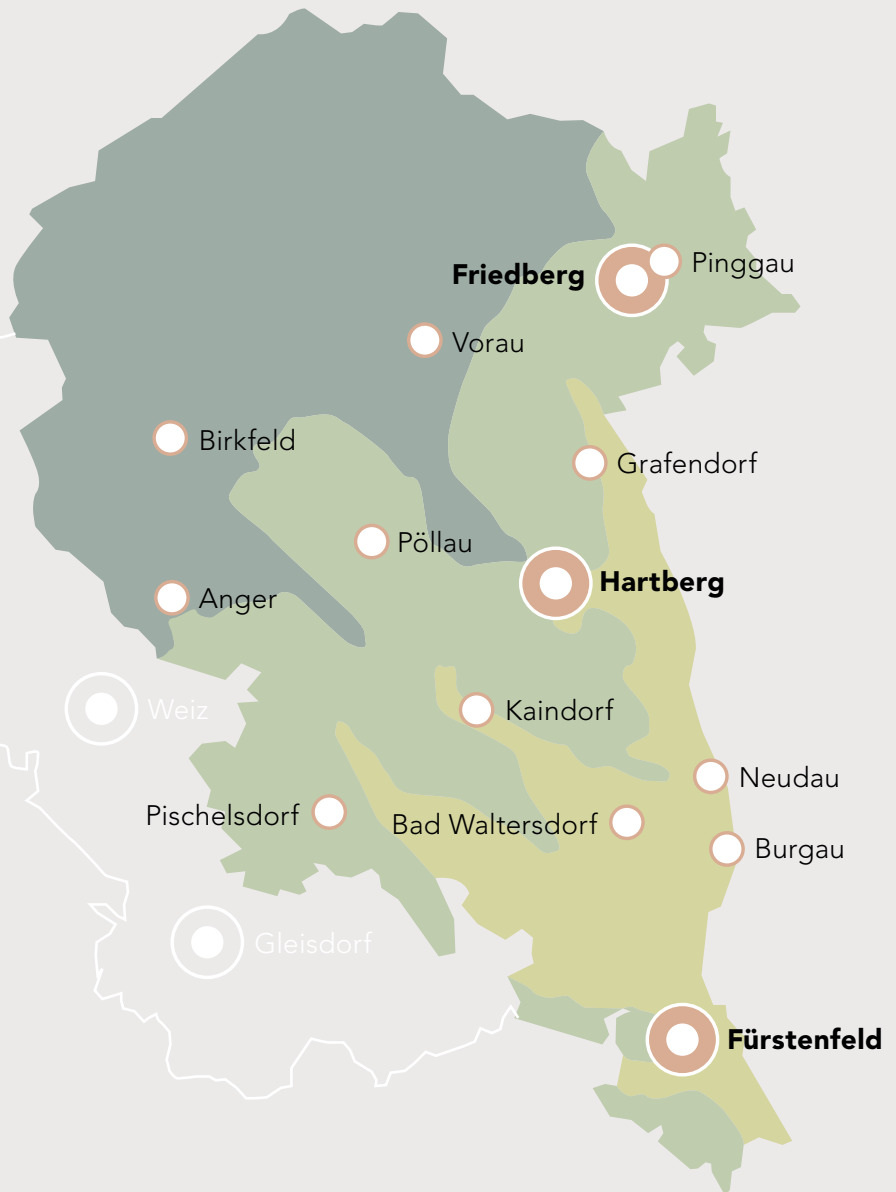 Pinggau
Friedberg
Vorau
Birkfeld
Grafendorf
Pöllau
Hartberg
Anger
Weiz
Kaindorf
Neudau
Pischelsdorf
Bad Waltersdorf
Burgau
Gleisdorf
Fürstenfeld